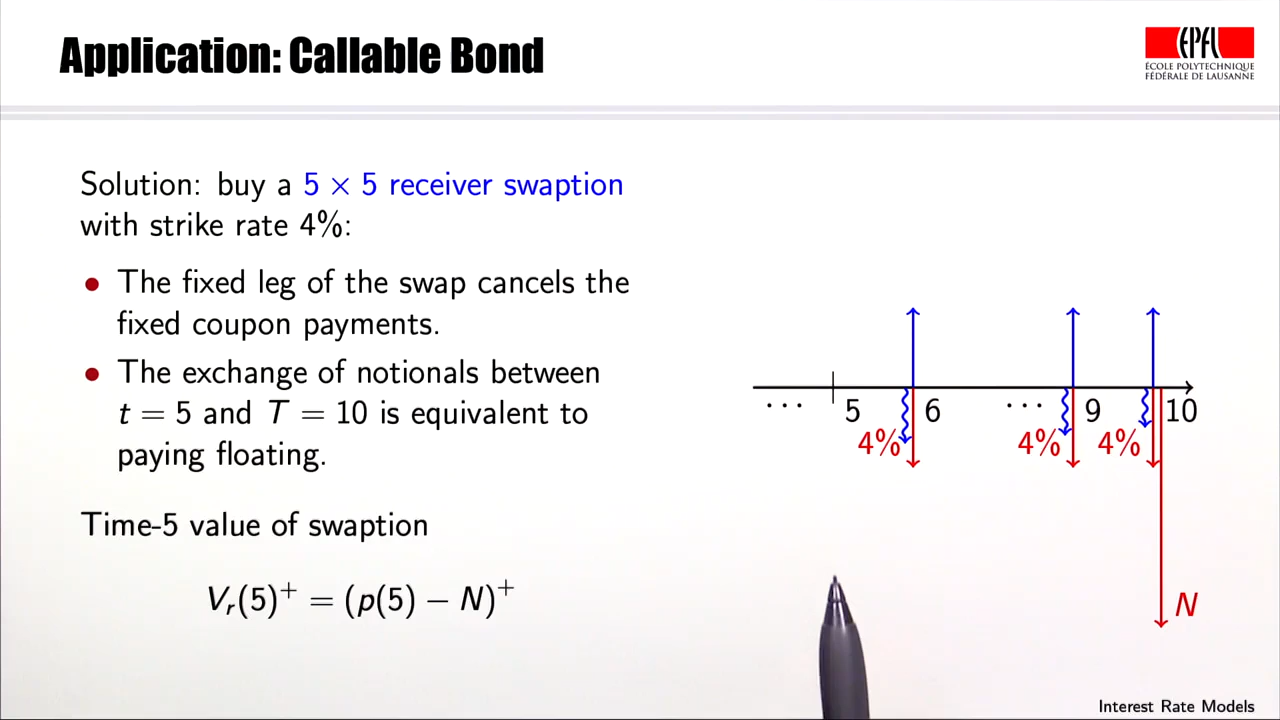 Application: Callable Bond
EPFL
ÉCOLE POLYTECHNIQUE
FÉDÉRALE DE LAUSANNE
Solution: buy a 5 × 5 receiver swaption
with strike rate 4%:
• The fixed leg of the swap cancels the
fixed coupon payments.
• The exchange of notionals between
t = 5 and T = 10 is equivalent to
paying floating.
Time-5 value of swaption
Vᵣ(5)⁺ = (p(5) − N)⁺
··· 5 6 ··· 9 10
4% 4% 4%
N
Interest Rate Models